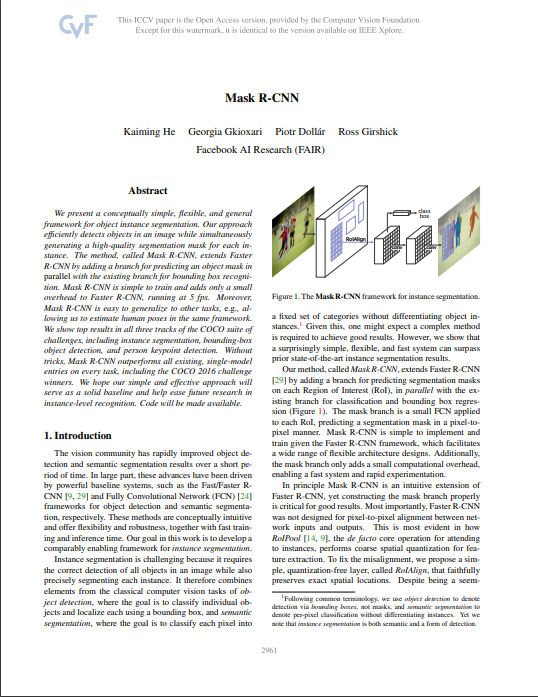 CVF
This ICCV paper is the Open Access version, provided by the Computer Vision Foundation.
Except for this watermark, it is identical to the version available on IEEE Xplore.
Mask R-CNN
Kaiming He Georgia Gkioxari Piotr Dollár Ross Girshick
Facebook AI Research (FAIR)
Abstract
We present a conceptually simple, flexible, and general
framework for object instance segmentation. Our approach
efficiently detects objects in an image while simultaneously
generating a high-quality segmentation mask for each in-
stance. The method, called Mask R-CNN, extends Faster
R-CNN by adding a branch for predicting an object mask in
parallel with the existing branch for bounding box recogni-
tion. Mask R-CNN is simple to train and adds only a small
overhead to Faster R-CNN, running at 5 fps. Moreover,
Mask R-CNN is easy to generalize to other tasks, e.g., al-
lowing us to estimate human poses in the same framework.
We show top results in all three tracks of the COCO suite of
challenges, including instance segmentation, bounding-box
object detection, and person keypoint detection. Without
tricks, Mask R-CNN outperforms all existing, single-model
entries on every task, including the COCO 2016 challenge
winners. We hope our simple and effective approach will
serve as a solid baseline and help ease future research in
instance-level recognition. Code will be made available.
1. Introduction
The vision community has rapidly improved object de-
tection and semantic segmentation results over a short pe-
riod of time. In large part, these advances have been driven
by powerful baseline systems, such as the Fast/Faster R-
CNN [9, 29] and Fully Convolutional Network (FCN) [24]
frameworks for object detection and semantic segmenta-
tion, respectively. These methods are conceptually intuitive
and offer flexibility and robustness, together with fast train-
ing and inference time. Our goal in this work is to develop a
comparably enabling framework for instance segmentation.
Instance segmentation is challenging because it requires
the correct detection of all objects in an image while also
precisely segmenting each instance. It therefore combines
elements from the classical computer vision tasks of ob-
ject detection, where the goal is to classify individual ob-
jects and localize each using a bounding box, and semantic
segmentation, where the goal is to classify each pixel into
RoIAlign
class
box
conv
conv
Figure 1. The Mask R-CNN framework for instance segmentation.
a fixed set of categories without differentiating object in-
stances.1 Given this, one might expect a complex method
is required to achieve good results. However, we show that
a surprisingly simple, flexible, and fast system can surpass
prior state-of-the-art instance segmentation results.
Our method, called Mask R-CNN, extends Faster R-CNN
[29] by adding a branch for predicting segmentation masks
on each Region of Interest (RoI), in parallel with the ex-
isting branch for classification and bounding box regres-
sion (Figure 1). The mask branch is a small FCN applied
to each RoI, predicting a segmentation mask in a pixel-to-
pixel manner. Mask R-CNN is simple to implement and
train given the Faster R-CNN framework, which facilitates
a wide range of flexible architecture designs. Additionally,
the mask branch only adds a small computational overhead,
enabling a fast system and rapid experimentation.
In principle Mask R-CNN is an intuitive extension of
Faster R-CNN, yet constructing the mask branch properly
is critical for good results. Most importantly, Faster R-CNN
was not designed for pixel-to-pixel alignment between net-
work inputs and outputs. This is most evident in how
RoIPool [14, 9], the de facto core operation for attending
to instances, performs coarse spatial quantization for fea-
ture extraction. To fix the misalignment, we propose a sim-
ple, quantization-free layer, called RoIAlign, that faithfully
preserves exact spatial locations. Despite being a seem-
1Following common terminology, we use object detection to denote
detection via bounding boxes, not masks, and semantic segmentation to
denote per-pixel classification without differentiating instances. Yet we
note that instance segmentation is both semantic and a form of detection.
2961